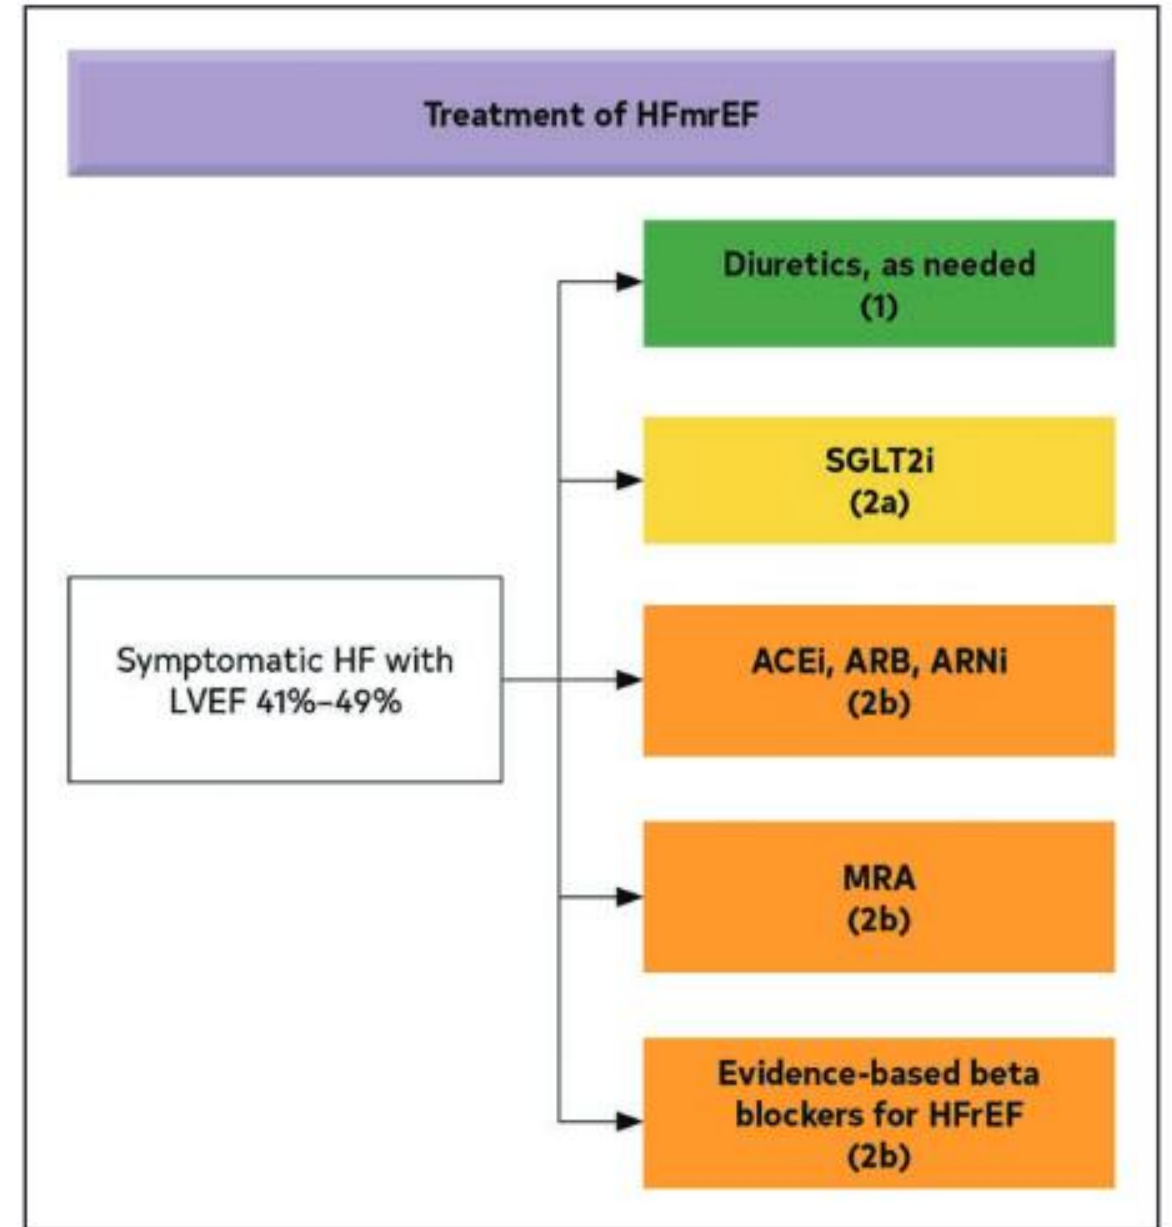 Treatment of HFmrEF
Symptomatic HF with
LVEF 41%–49%
Diuretics, as needed
(1)
SGLT2i
(2a)
ACEi, ARB, ARNi
(2b)
MRA
(2b)
Evidence-based beta
blockers for HFrEF
(2b)